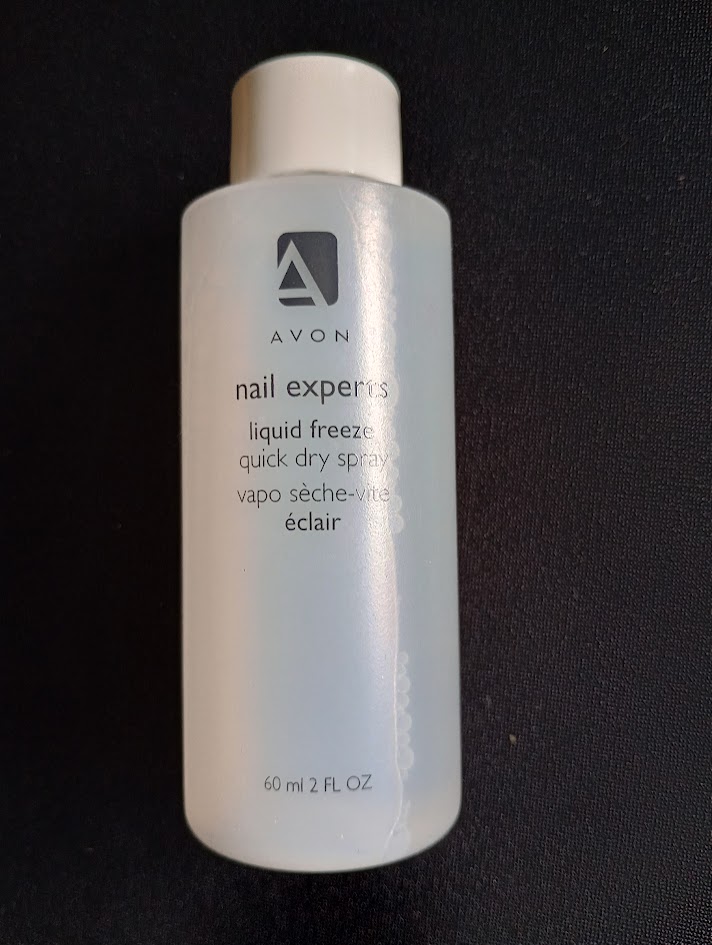 AVON
nail experts
liquid freeze
quick dry spray
vapo sèche-vite
éclair
60 ml 2 FL OZ